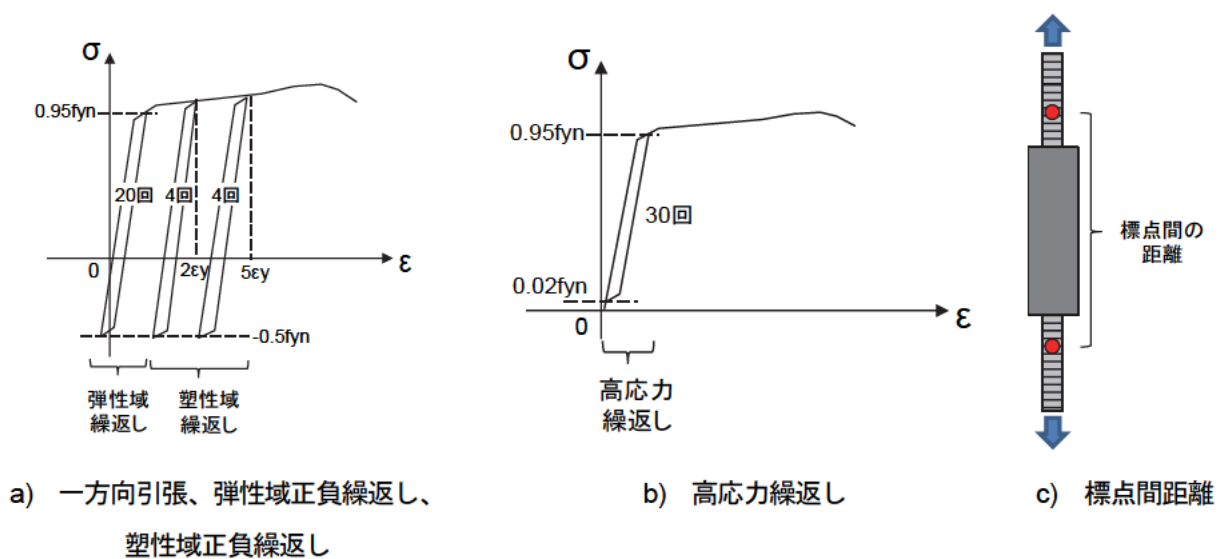 σ
0.95fyn
20回
4回
4回
0
2εy
5εy
ε
-0.5fyn
弾性域
繰返し
塑性域
繰返し
a) 一方向引張、弾性域正負繰返し、
塑性域正負繰返し
σ
0.95fyn
30回
0.02fyn
0
ε
高応力
繰返し
b) 高応力繰返し
標点間の
距離
c) 標点間距離